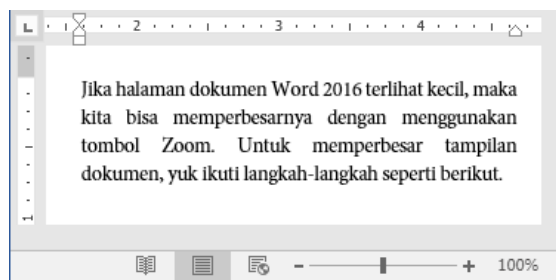 2 3 4
Jika halaman dokumen Word 2016 terlihat kecil, maka
kita bisa memperbesarnya dengan menggunakan
tombol Zoom. Untuk memperbesar tampilan
dokumen, yuk ikuti langkah-langkah seperti berikut.
1
100%